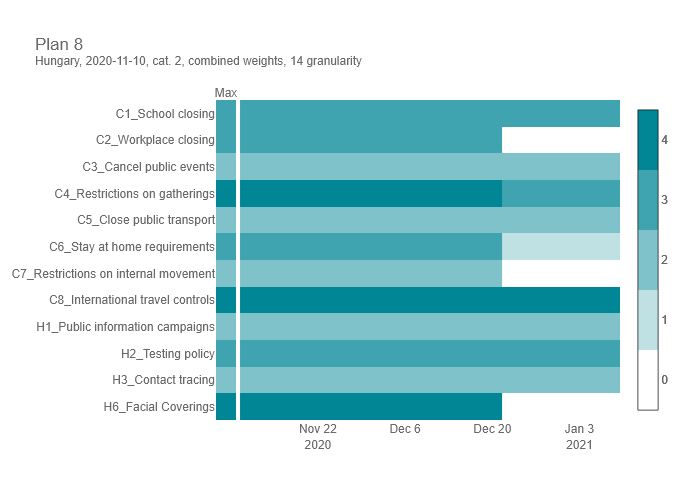 Plan 8
Hungary, 2020-11-10, cat. 2, combined weights, 14 granularity
Max
C1_School closing
C2_Workplace closing
C3_Cancel public events
C4_Restrictions on gatherings
C5_Close public transport
C6_Stay at home requirements
C7_Restrictions on internal movement
C8_International travel controls
H1_Public information campaigns
H2_Testing policy
H3_Contact tracing
H6_Facial Coverings
Nov 22
2020
Dec 6
Dec 20
Jan 3
2021
4
3
2
1
0